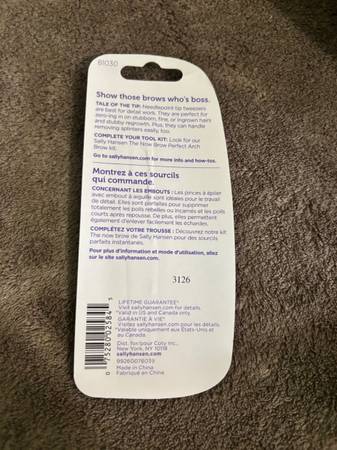 81030
Show those brows who's boss.
TALE OF THE TIP: Needlepoint tip tweezers
are best for detail work. They are perfect for
zeroing in on stubborn, fine, or ingrown hairs
and stubby regrowth. Plus, they can handle
removing splinters easily, too.
COMPLETE YOUR TOOL KIT: Look for our
Sally Hansen The Now Brow Perfect Arch
Brow kit.
Go to sallyhansen.com for more info and how-tos.
Montrez à ces sourcils
qui commande.
CONCERNANT LES EMBOUTS : Les pinces à épiler
avec embout à aiguille sont idéales pour le travail
de détail. Elles sont parfaites pour supprimer
totalement les poils rebelles ou incarnés et les poils
courts après repousse. De plus, elles permettent
également d'enlever facilement les échardes.
COMPLÉTEZ VOTRE TROUSSE : Découvrez notre kit
The now brow de Sally Hansen pour des sourcils
parfaits instantanés.
Pour plus d'information et mode d'utilisation, allez
sur le site sallyhansen.com.
3126
LIFETIME GUARANTEE*
Visit sallyhansen.com for details.
*Valid in US and Canada only.
GARANTIE À VIE*
Visitez sallyhansen.com pour les détails.
*Valable uniquement aux États-Unis et
au Canada.
Dist. for/pour Coty Inc.,
New York, NY 10118
sallyhansen.com
99260076039
Made in China
Fabriqué en Chine
0 75280 02584 5